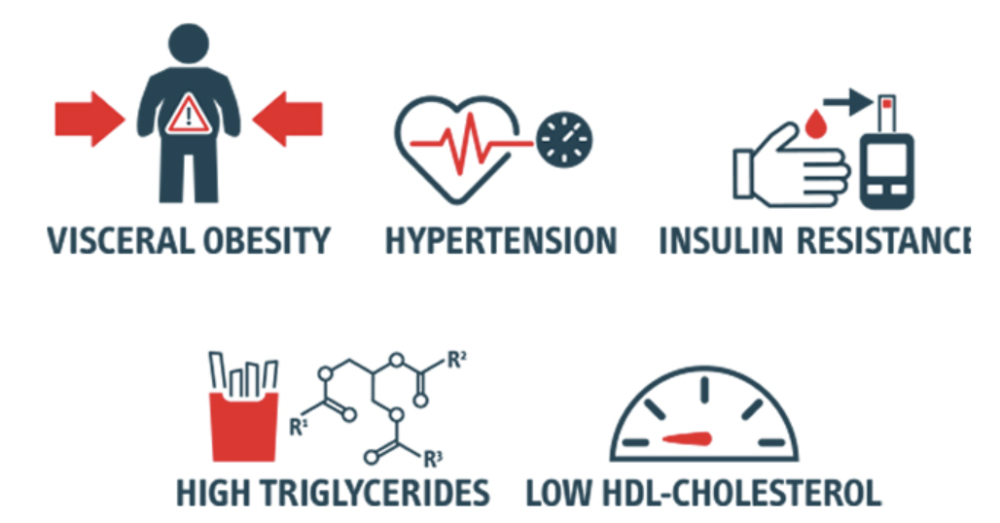 VISCERAL OBESITY
HYPERTENSION
INSULIN RESISTANCE
R¹
R²
R³
HIGH TRIGLYCERIDES
LOW HDL-CHOLESTEROL